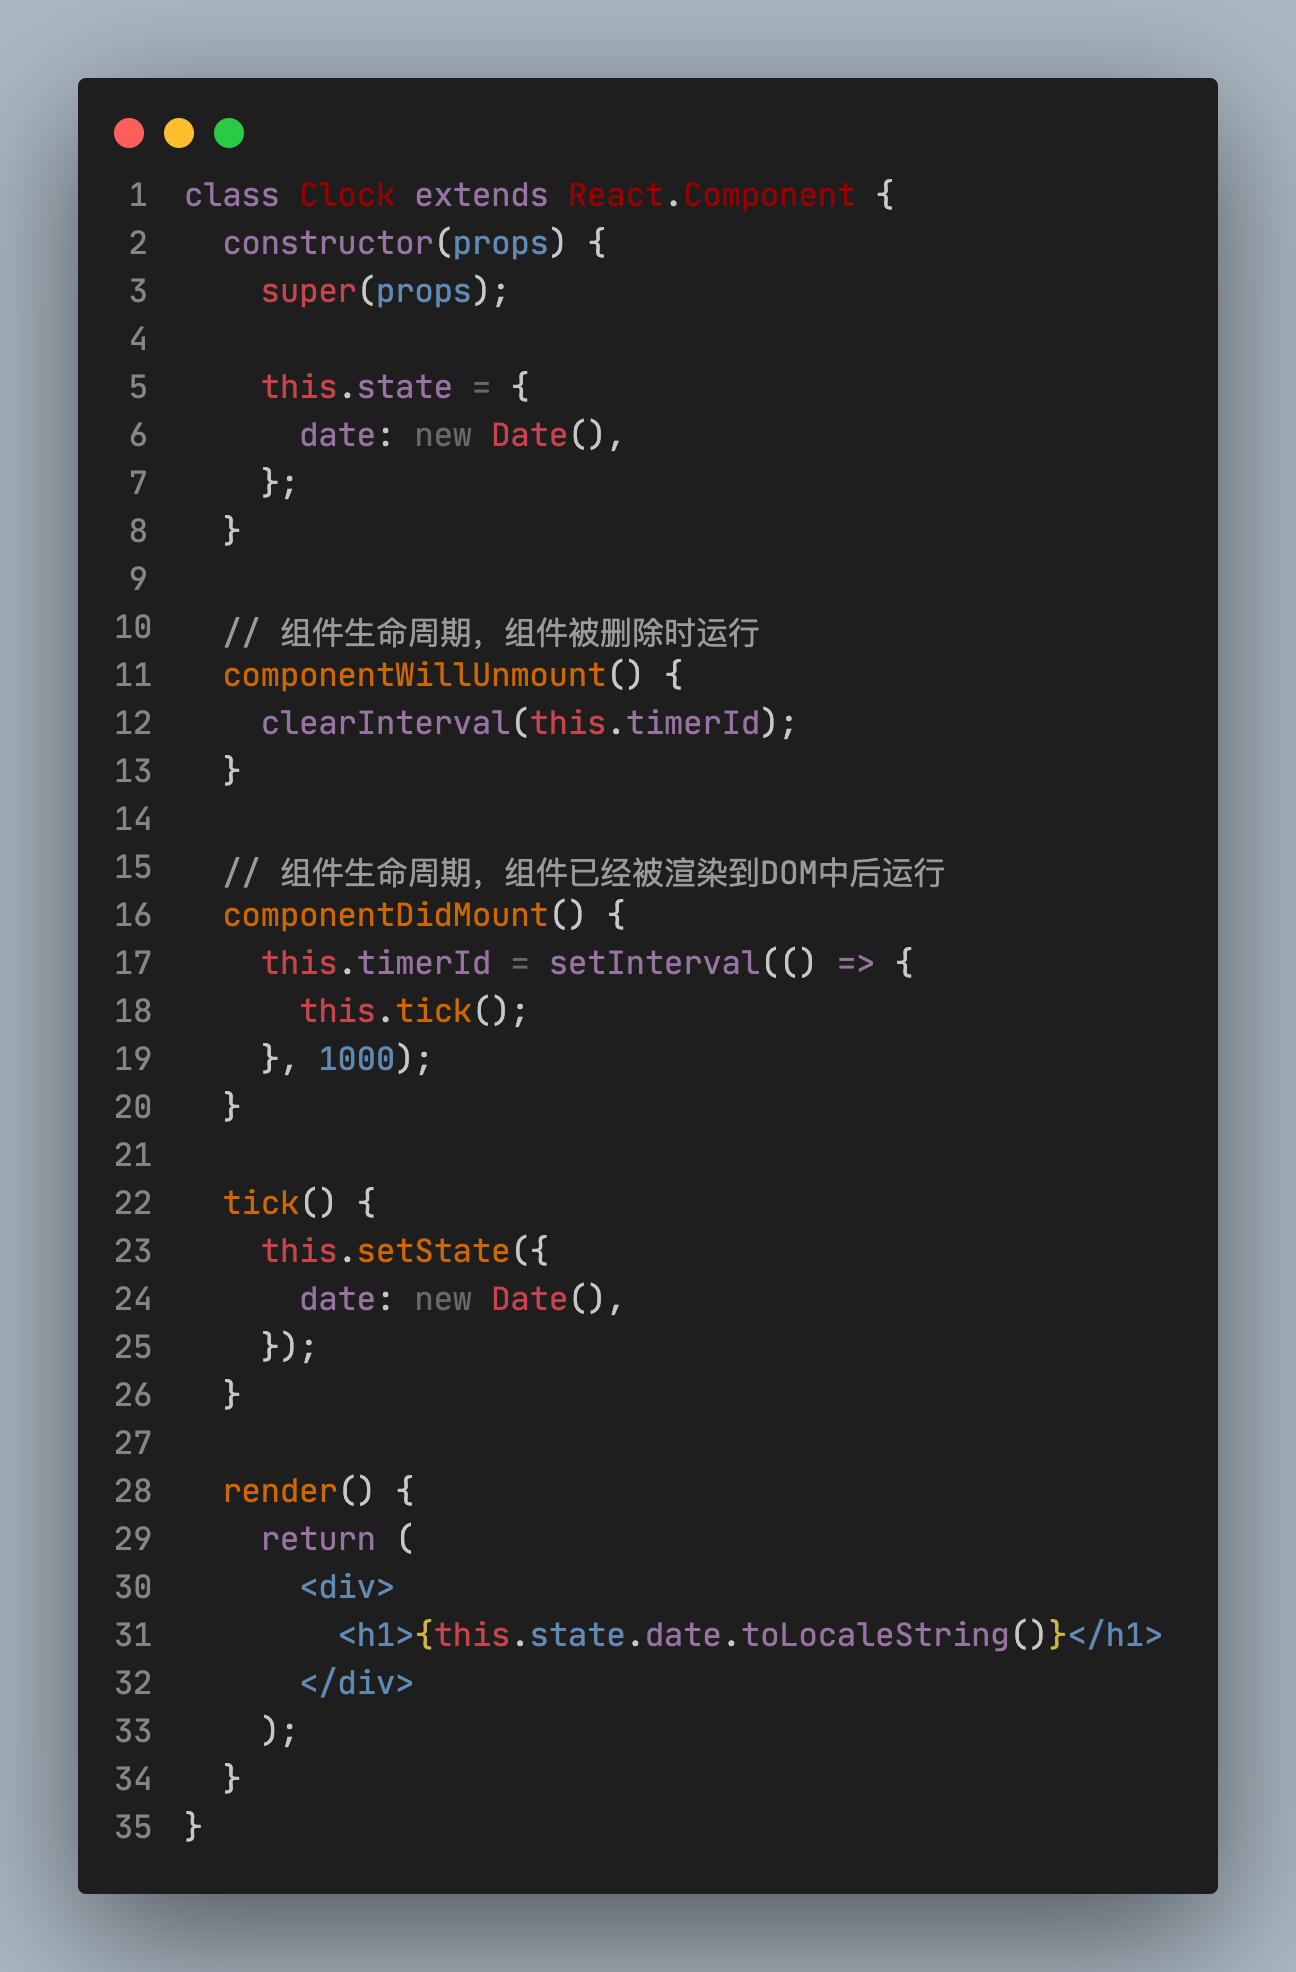 1 class Clock extends React.Component {
2   constructor(props) {
3     super(props);
4
5     this.state = {
6       date: new Date(),
7     };
8   }
9
10   // 组件生命周期，组件被删除时运行
11   componentWillUnmount() {
12     clearInterval(this.timerId);
13   }
14
15   // 组件生命周期，组件已经被渲染到DOM中后运行
16   componentDidMount() {
17     this.timerId = setInterval(() => {
18       this.tick();
19     }, 1000);
20   }
21
22   tick() {
23     this.setState({
24       date: new Date(),
25     });
26   }
27
28   render() {
29     return (
30       <div>
31         <h1>{this.state.date.toLocaleString()}</h1>
32       </div>
33     );
34   }
35 }